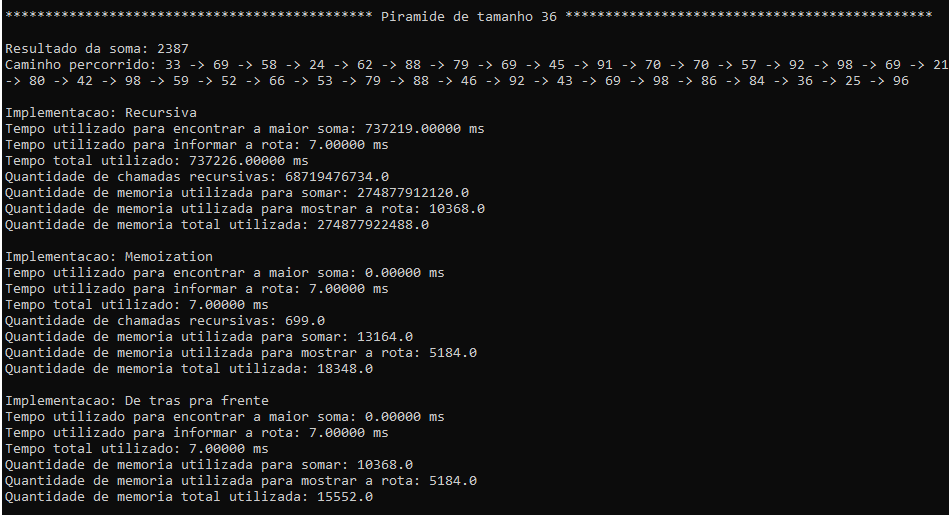 ********************************************** Piramide de tamanho 36 **********************************************
Resultado da soma: 2387
Caminho percorrido: 33 -> 69 -> 58 -> 24 -> 62 -> 88 -> 79 -> 69 -> 45 -> 91 -> 70 -> 70 -> 57 -> 92 -> 98 -> 69 -> 21
-> 80 -> 42 -> 98 -> 59 -> 52 -> 66 -> 53 -> 79 -> 88 -> 46 -> 92 -> 43 -> 69 -> 98 -> 86 -> 84 -> 36 -> 25 -> 96
Implementacao: Recursiva
Tempo utilizado para encontrar a maior soma: 737219.00000 ms
Tempo utilizado para informar a rota: 7.00000 ms
Tempo total utilizado: 737226.00000 ms
Quantidade de chamadas recursivas: 68719476734.0
Quantidade de memoria utilizada para somar: 274877912120.0
Quantidade de memoria utilizada para mostrar a rota: 10368.0
Quantidade de memoria total utilizada: 274877922488.0
Implementacao: Memoization
Tempo utilizado para encontrar a maior soma: 0.00000 ms
Tempo utilizado para informar a rota: 7.00000 ms
Tempo total utilizado: 7.00000 ms
Quantidade de chamadas recursivas: 699.0
Quantidade de memoria utilizada para somar: 13164.0
Quantidade de memoria utilizada para mostrar a rota: 5184.0
Quantidade de memoria total utilizada: 18348.0
Implementacao: De tras pra frente
Tempo utilizado para encontrar a maior soma: 0.00000 ms
Tempo utilizado para informar a rota: 7.00000 ms
Tempo total utilizado: 7.00000 ms
Quantidade de memoria utilizada para somar: 10368.0
Quantidade de memoria utilizada para mostrar a rota: 5184.0
Quantidade de memoria total utilizada: 15552.0